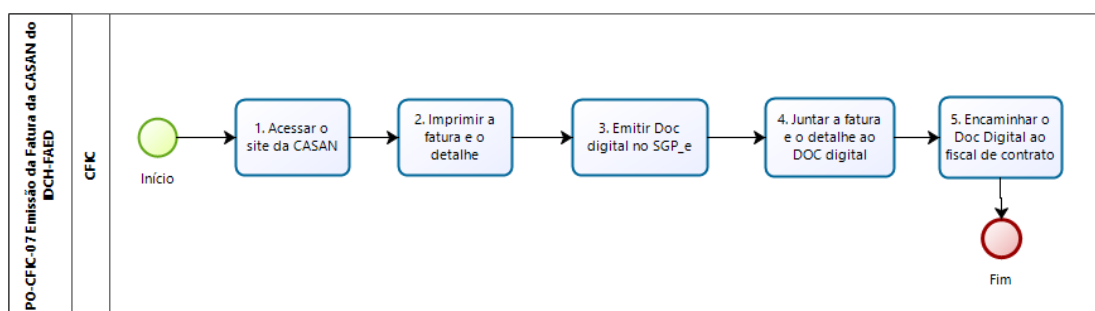 PO-CFIC-07 Emissão da Fatura da CASAN do
IDCH-FAED
CFIC
Início
1. Acessar o
site da CASAN
2. Imprimir a
fatura e o
detalhe
3. Emitir Doc
digital no SGP_e
4. Juntar a fatura
e o detalhe ao
DOC digital
5. Encaminhar o
Doc Digital ao
fiscal de contrato
Fim